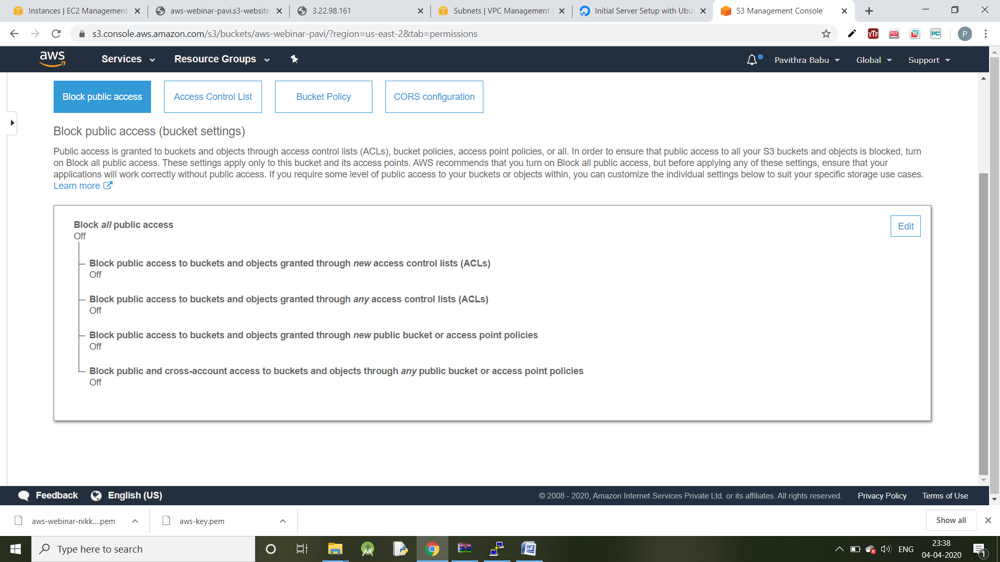 Instances | EC2 Management
aws-webinar-pavi.s3-website
3.22.98.161
Subnets | VPC Management
Initial Server Setup with Ubu
S3 Management Console
s3.console.aws.amazon.com/s3/buckets/aws-webinar-pavi/?region=us-east-2&tab=permissions
YTF
PDF
PC
P
aws
Services
Resource Groups
Pavithra Babu
Global
Support
Block public access
Access Control List
Bucket Policy
CORS configuration
Block public access (bucket settings)
Public access is granted to buckets and objects through access control lists (ACLs), bucket policies, access point policies, or all. In order to ensure that public access to all your S3 buckets and objects is blocked, turn
on Block all public access. These settings apply only to this bucket and its access points. AWS recommends that you turn on Block all public access, but before applying any of these settings, ensure that your
applications will work correctly without public access. If you require some level of public access to your buckets or objects within, you can customize the individual settings below to suit your specific storage use cases.
Learn more
Block all public access
Edit
Off
Block public access to buckets and objects granted through new access control lists (ACLs)
Off
Block public access to buckets and objects granted through any access control lists (ACLs)
Off
Block public access to buckets and objects granted through new public bucket or access point policies
Off
Block public and cross-account access to buckets and objects through any public bucket or access point policies
Off
Feedback
English (US)
© 2008 - 2020, Amazon Internet Services Private Ltd. or its affiliates. All rights reserved.
Privacy Policy
Terms of Use
aws-webinar-nikk....pem
aws-key.pem
Show all
Type here to search
ENG
23:38
04-04-2020
1